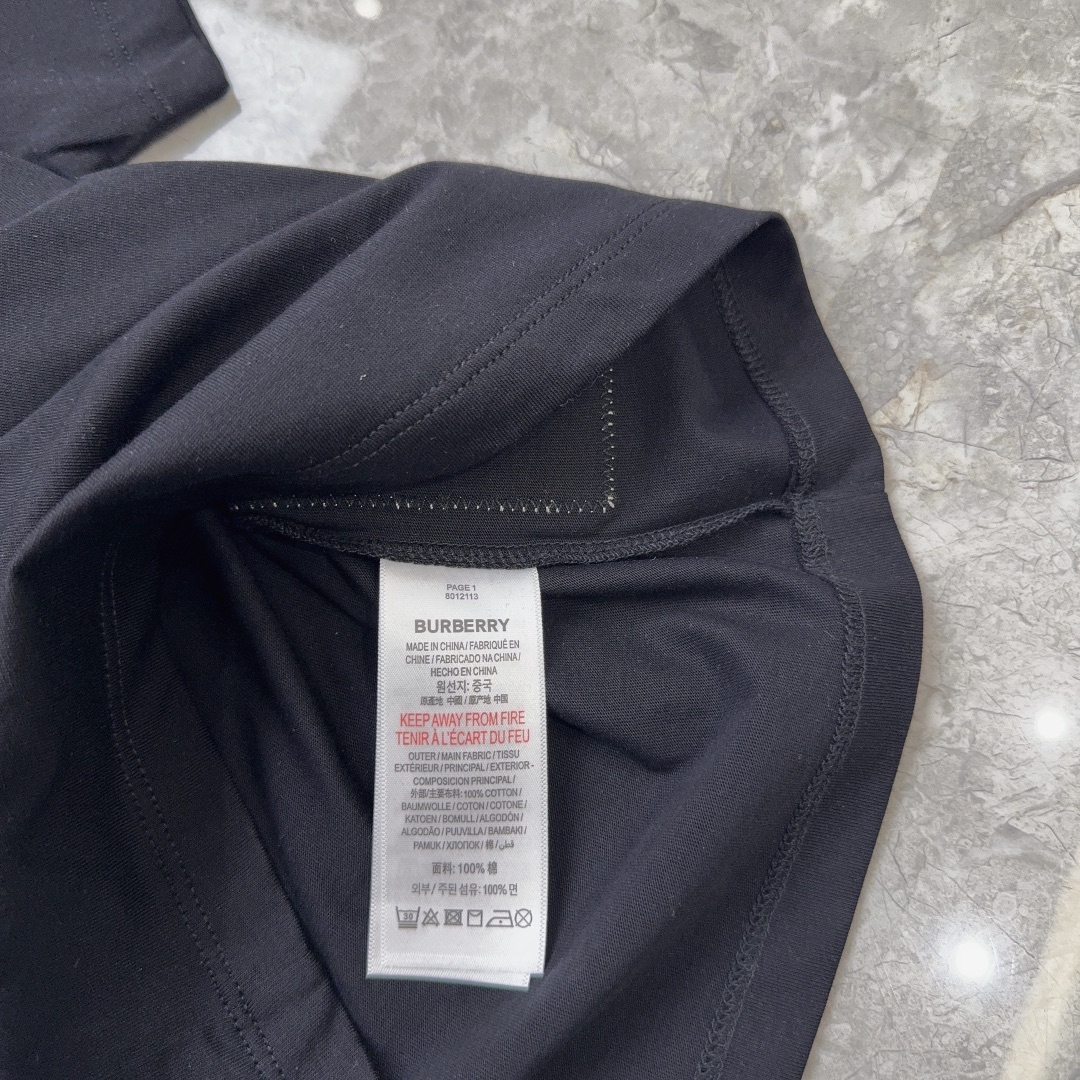 PAGE 1
8012113
BURBERRY
MADE IN CHINA / FABRIQUÉ EN
CHINE / FABRICADO NA CHINA /
HECHO EN CHINA
원선지: 중국
原產地 中國 / 原产地 中国
KEEP AWAY FROM FIRE
TENIR À L'ÉCART DU FEU
OUTER / MAIN FABRIC / TISSU
EXTÉRIEUR / PRINCIPAL / EXTERIOR -
COMPOSICION PRINCIPAL /
外部/主要布料: 100% COTTON /
BAUMWOLLE / COTON / COTONE /
KATOEN / BOMULL / ALGODÓN /
ALGODÃO / PUUVILLA / BAMBAKI /
PAMUK / ХЛОПОК / 棉 / قطن
面料: 100% 棉
외부 / 주된 섬유: 100% 면
30